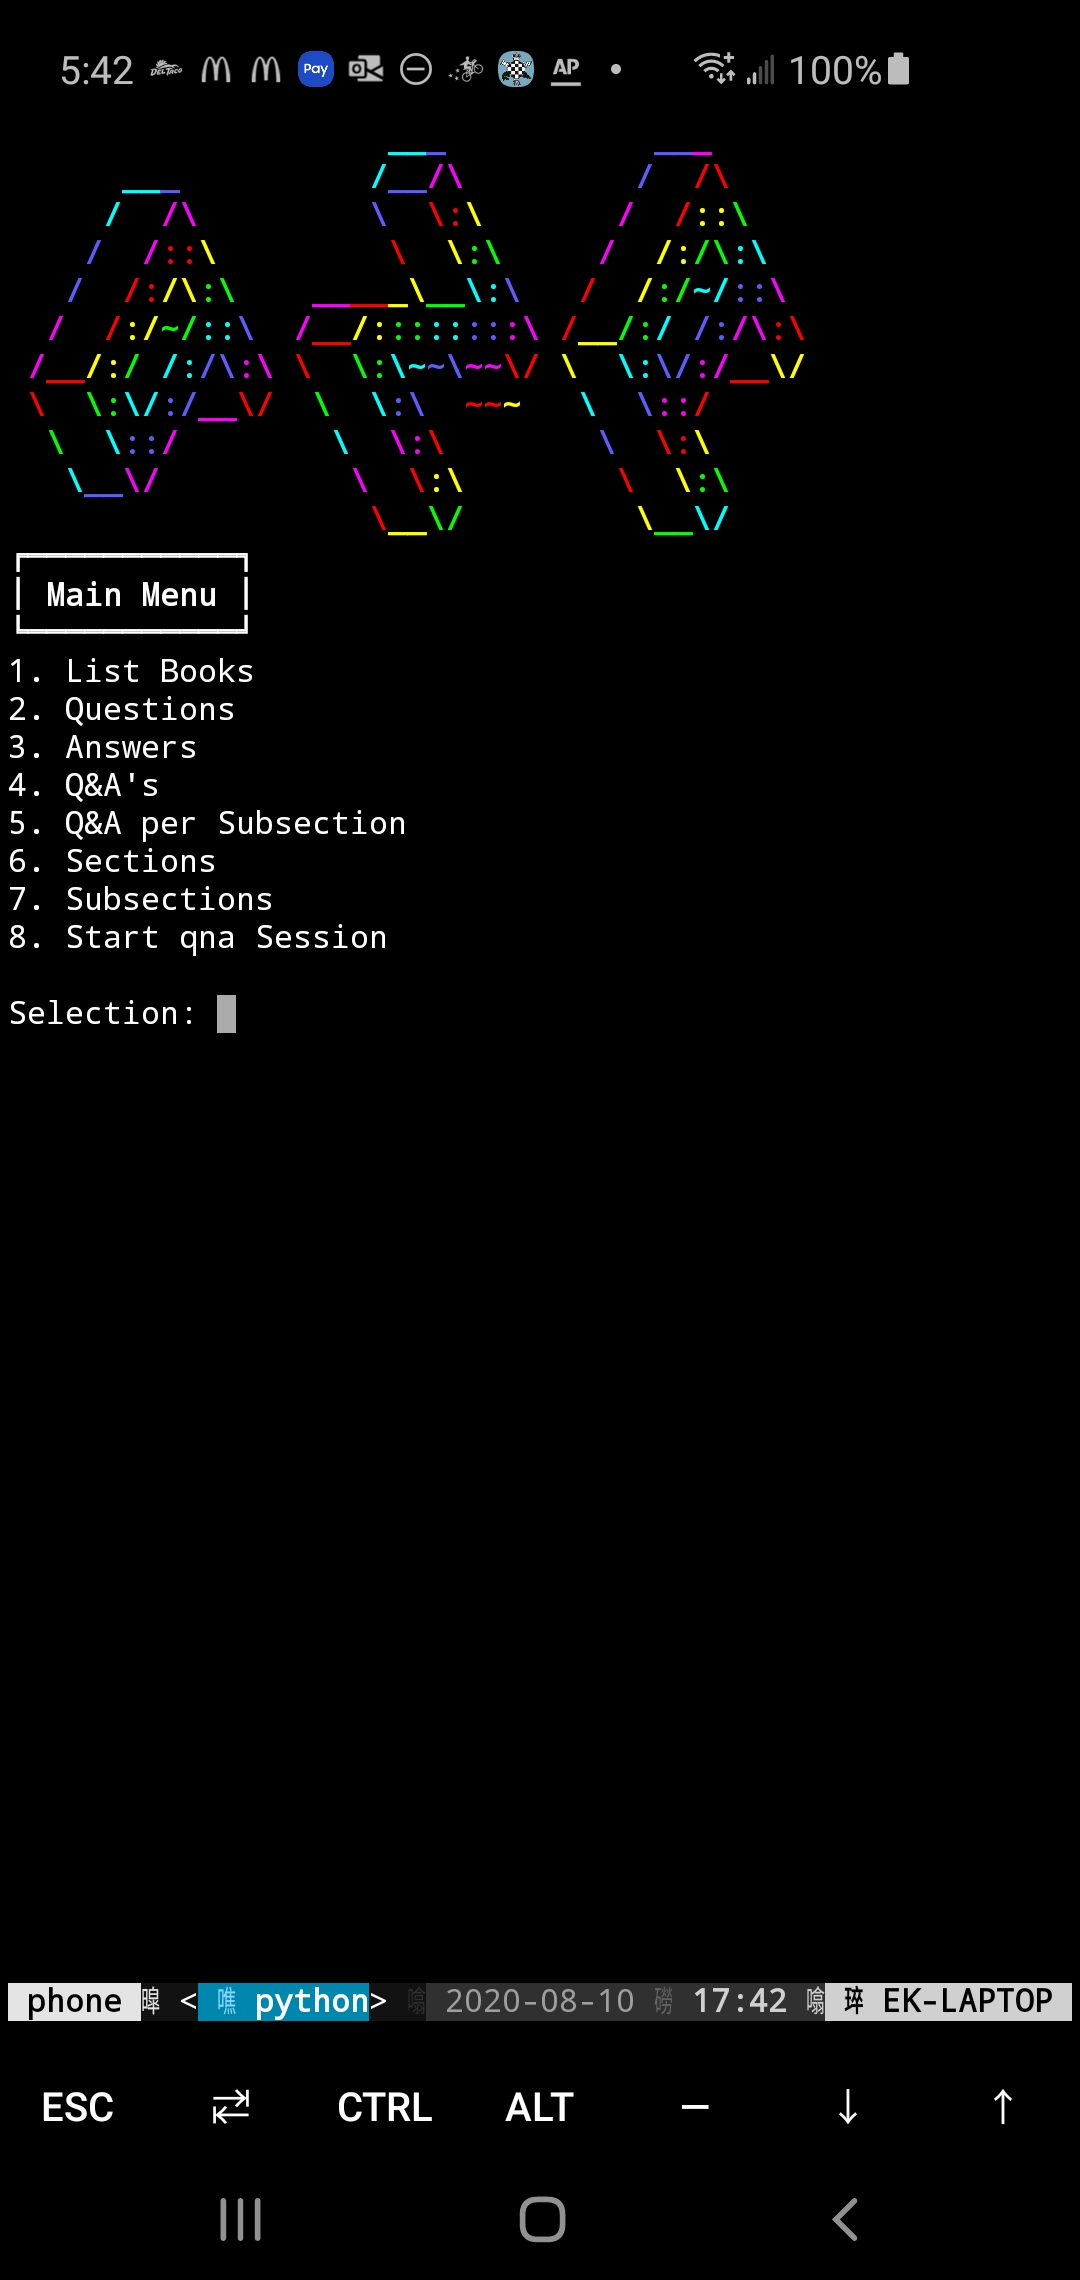 5:42 DEL TACO Pay AP 100%
Main Menu
1. List Books
2. Questions
3. Answers
4. Q&A's
5. Q&A per Subsection
6. Sections
7. Subsections
8. Start qna Session
Selection:
phone < python> 2020-08-10 17:42 EK-LAPTOP
ESC CTRL ALT – ↓ ↑